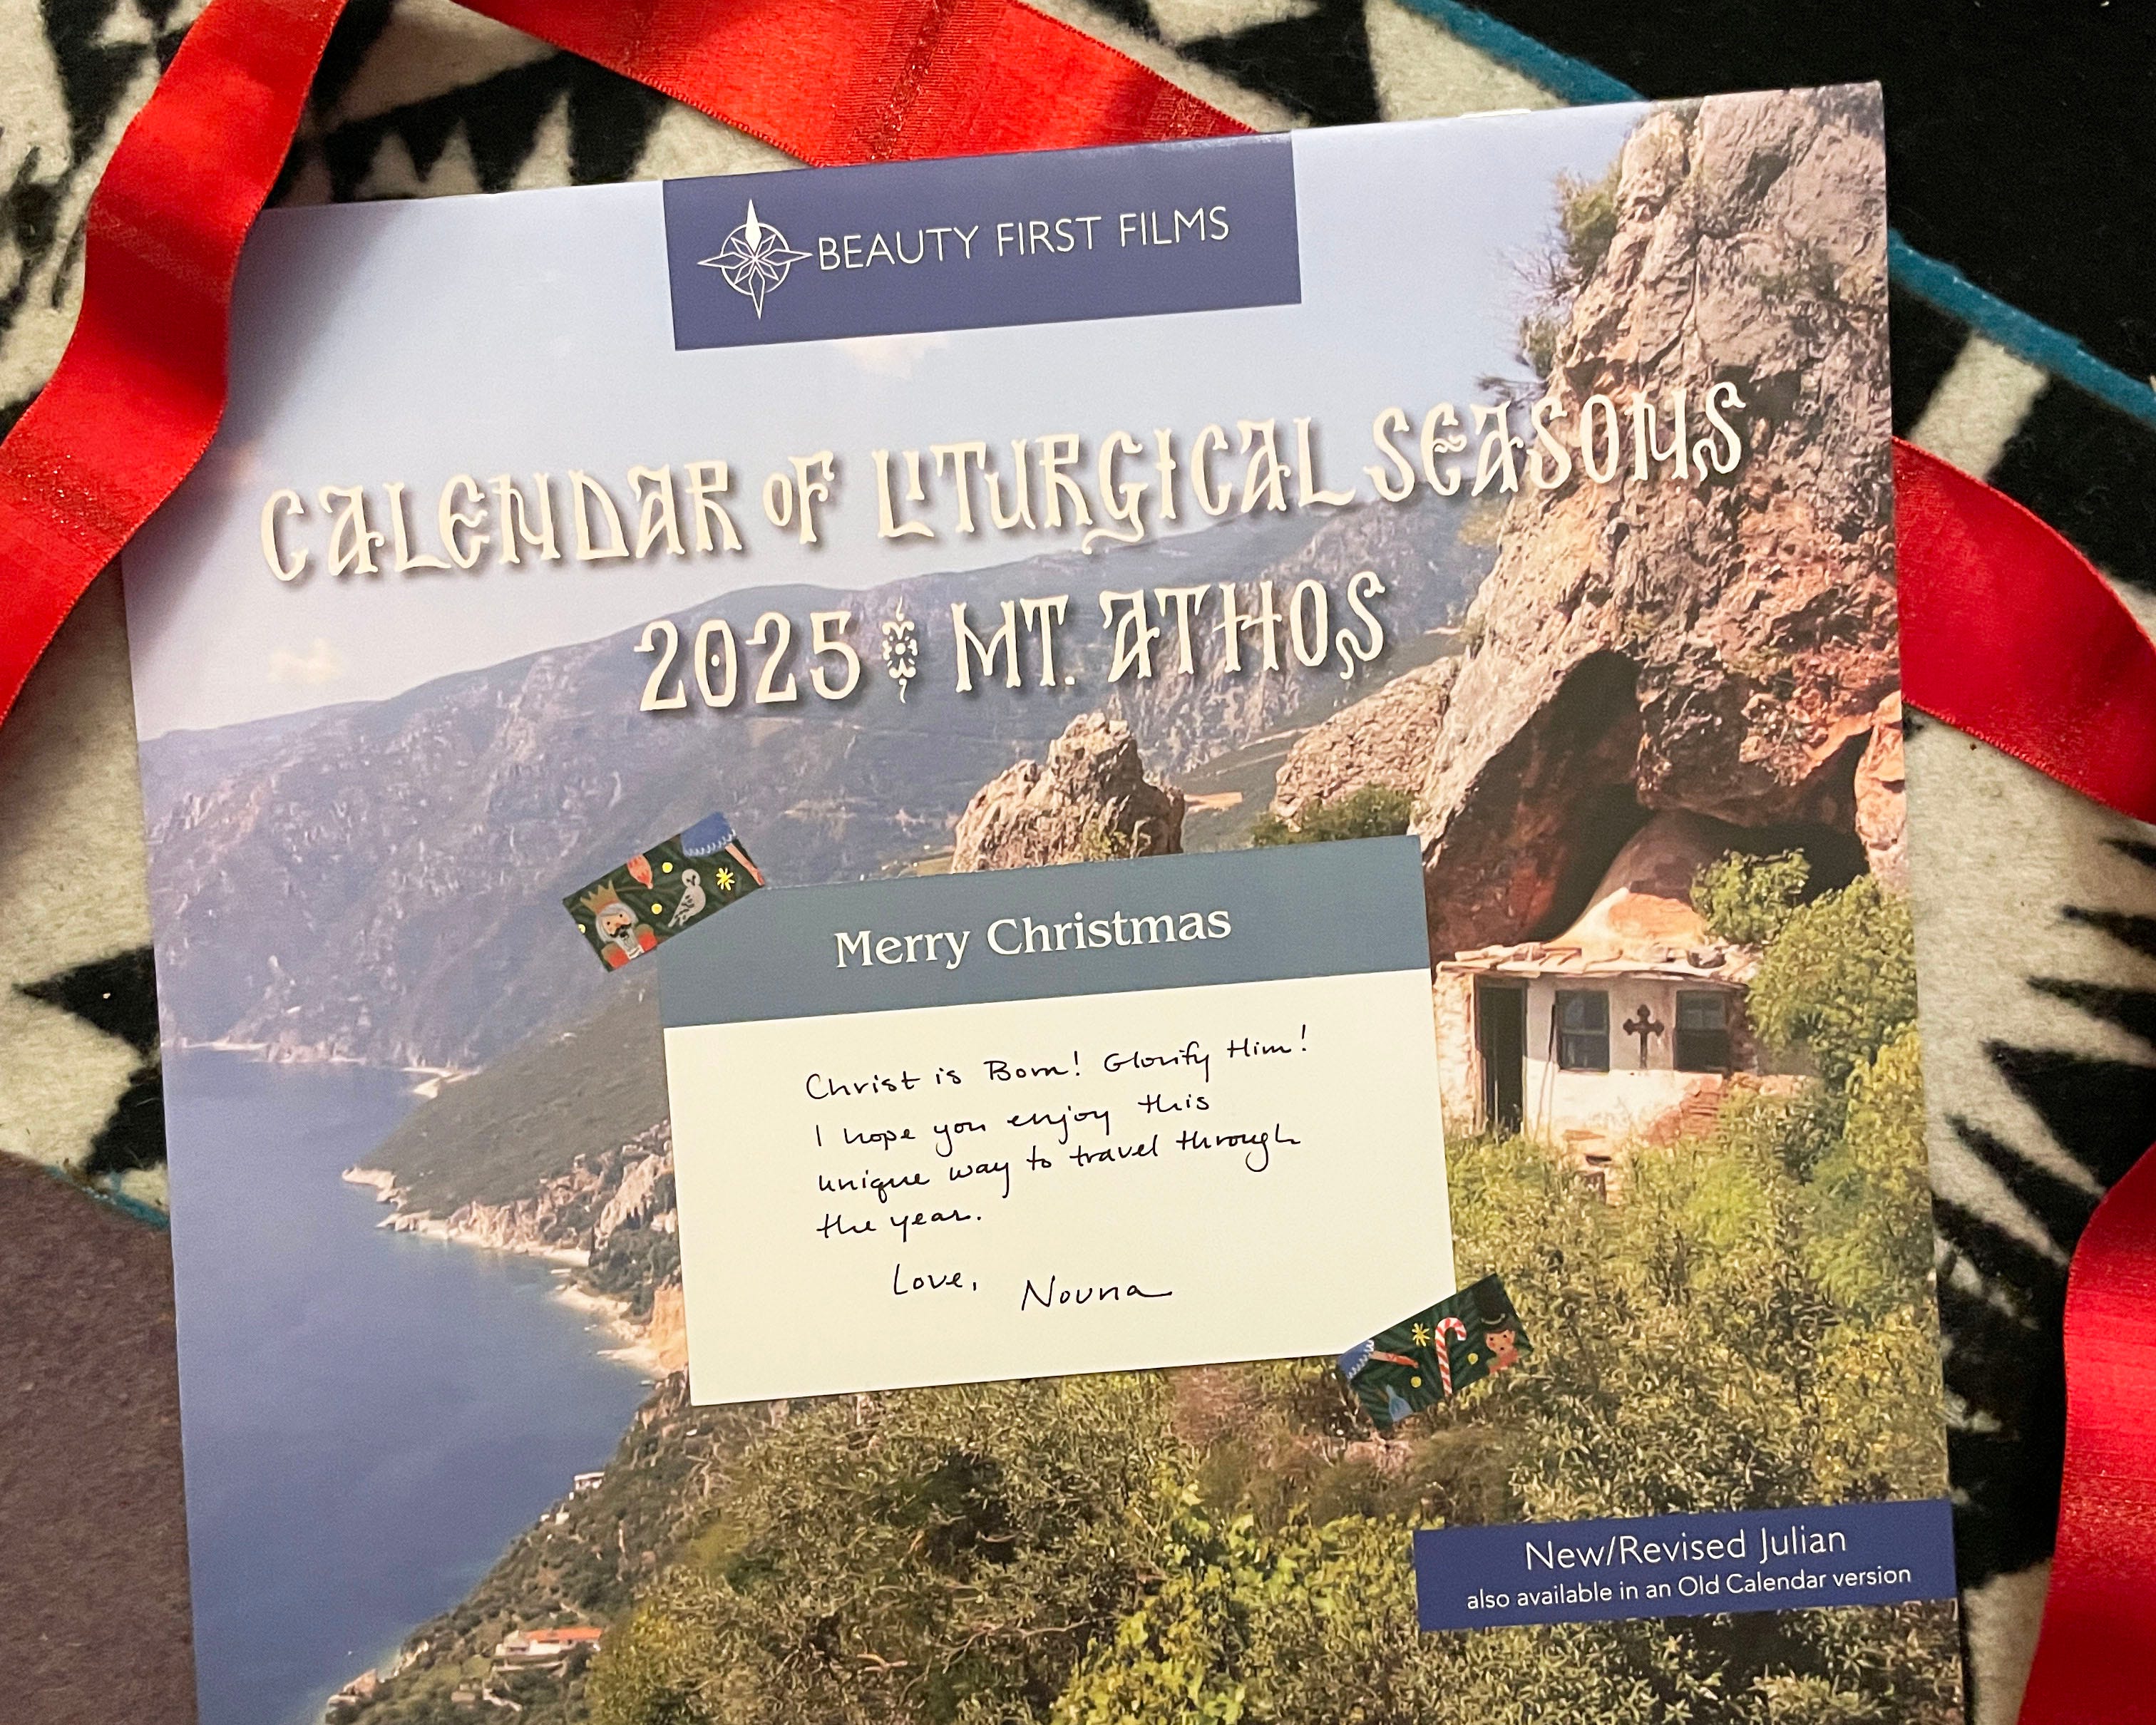 BEAUTY FIRST FILMS
CALENDAR OF LITURGICAL SEASONS
2025 MT. ATHOS
Merry Christmas
Christ is Born! Glorify Him!
I hope you enjoy this
unique way to travel through
the year.
Love, Nouna
New/Revised Julian
also available in an Old Calendar version